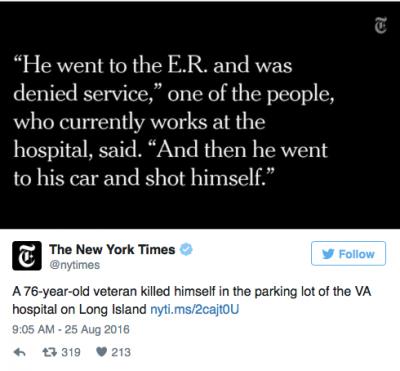 “He went to the E.R. and was
denied service,” one of the people,
who currently works at the
hospital, said. “And then he went
to his car and shot himself.”
The New York Times
@nytimes
Follow
A 76-year-old veteran killed himself in the parking lot of the VA
hospital on Long Island nyti.ms/2cajt0U
9:05 AM - 25 Aug 2016
319 213